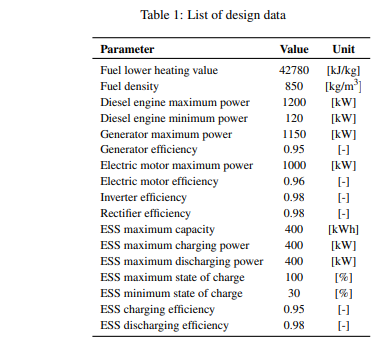 Table 1: List of design data
Parameter Value Unit
Fuel lower heating value 42780 [kJ/kg]
Fuel density 850 [kg/m³]
Diesel engine maximum power 1200 [kW]
Diesel engine minimum power 120 [kW]
Generator maximum power 1150 [kW]
Generator efficiency 0.95 [-]
Electric motor maximum power 1000 [kW]
Electric motor efficiency 0.96 [-]
Inverter efficiency 0.98 [-]
Rectifier efficiency 0.98 [-]
ESS maximum capacity 400 [kWh]
ESS maximum charging power 400 [kW]
ESS maximum discharging power 400 [kW]
ESS maximum state of charge 100 [%]
ESS minimum state of charge 30 [%]
ESS charging efficiency 0.95 [-]
ESS discharging efficiency 0.98 [-]